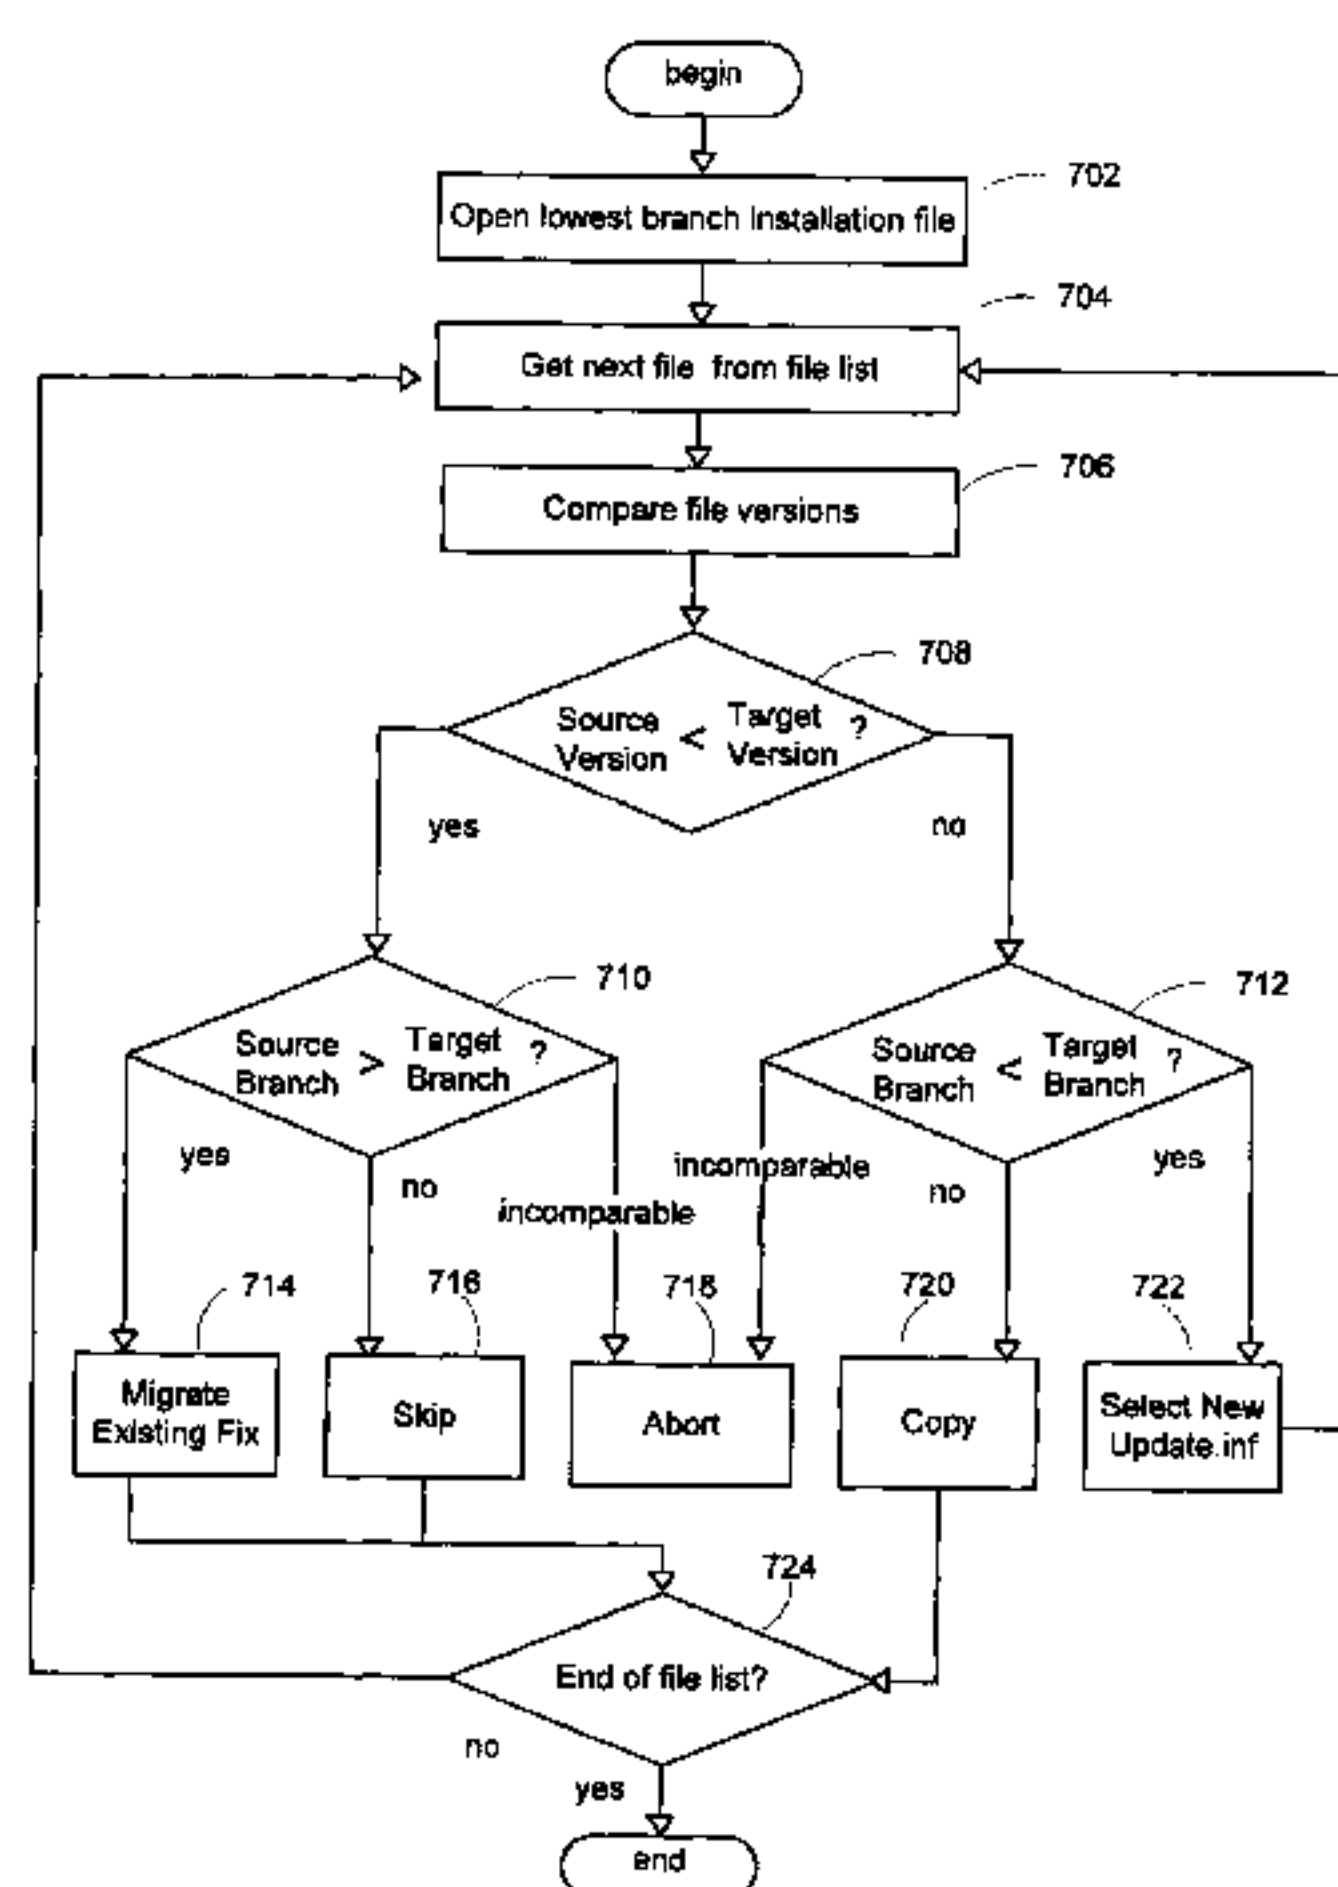 begin
702
Open lowest branch Installation file
704
Get next file from file list
706
Compare file versions
708
Source Target ?
Version < Version
yes
no
710
712
Source Target ?
Branch > Branch
Source Target ?
Branch < Branch
yes
no
incomparable
incomparable
no
yes
714
716
718
720
722
Migrate
Existing Fix
Skip
Abort
Copy
Select New
Update.inf
724
End of file list?
no
yes
end